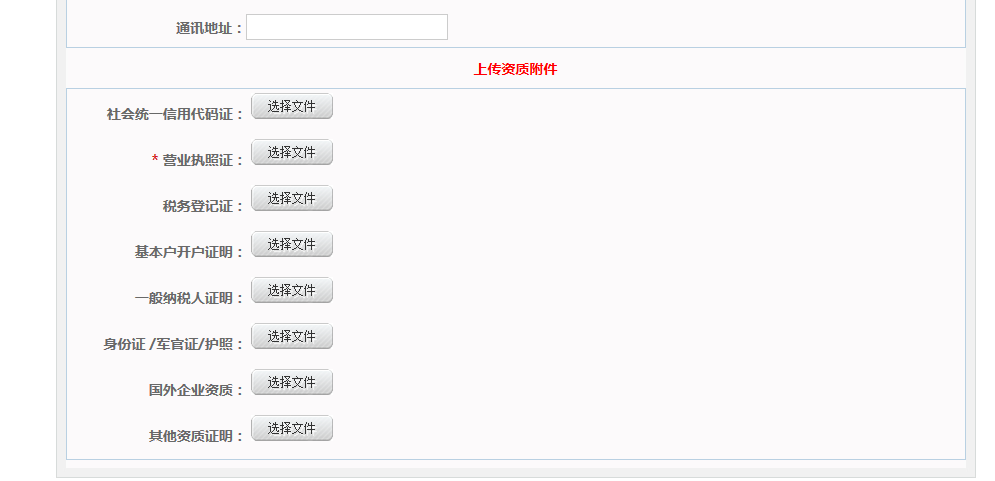 通讯地址：
上传资质附件
社会统一信用代码证： 选择文件
* 营业执照证： 选择文件
税务登记证： 选择文件
基本户开户证明： 选择文件
一般纳税人证明： 选择文件
身份证 /军官证/护照： 选择文件
国外企业资质： 选择文件
其他资质证明： 选择文件